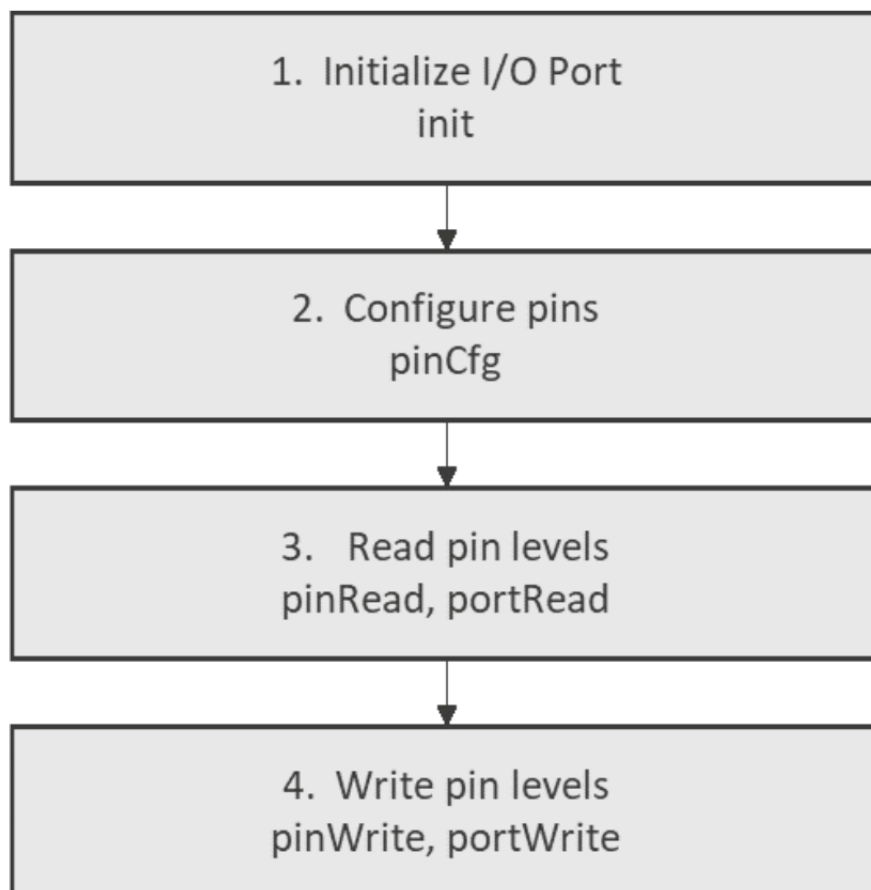 1. Initialize I/O Port
init
2. Configure pins
pinCfg
3. Read pin levels
pinRead, portRead
4. Write pin levels
pinWrite, portWrite